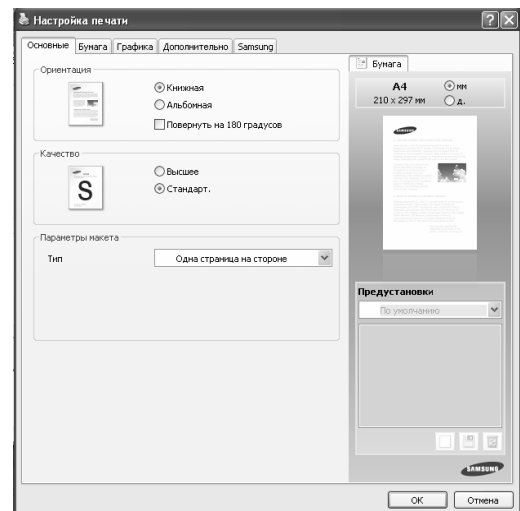 Настройка печати
Основные Бумага Графика Дополнительно Samsung
Ориентация
Книжная
Альбомная
Повернуть на 180 градусов
Качество
S
Высшее
Стандарт.
Параметры макета
Тип Одна страница на стороне
Бумага
A4
210 x 297 мм
мм
д.
SAMSUNG
Предустановки
По умолчанию
SAMSUNG
OK Отмена